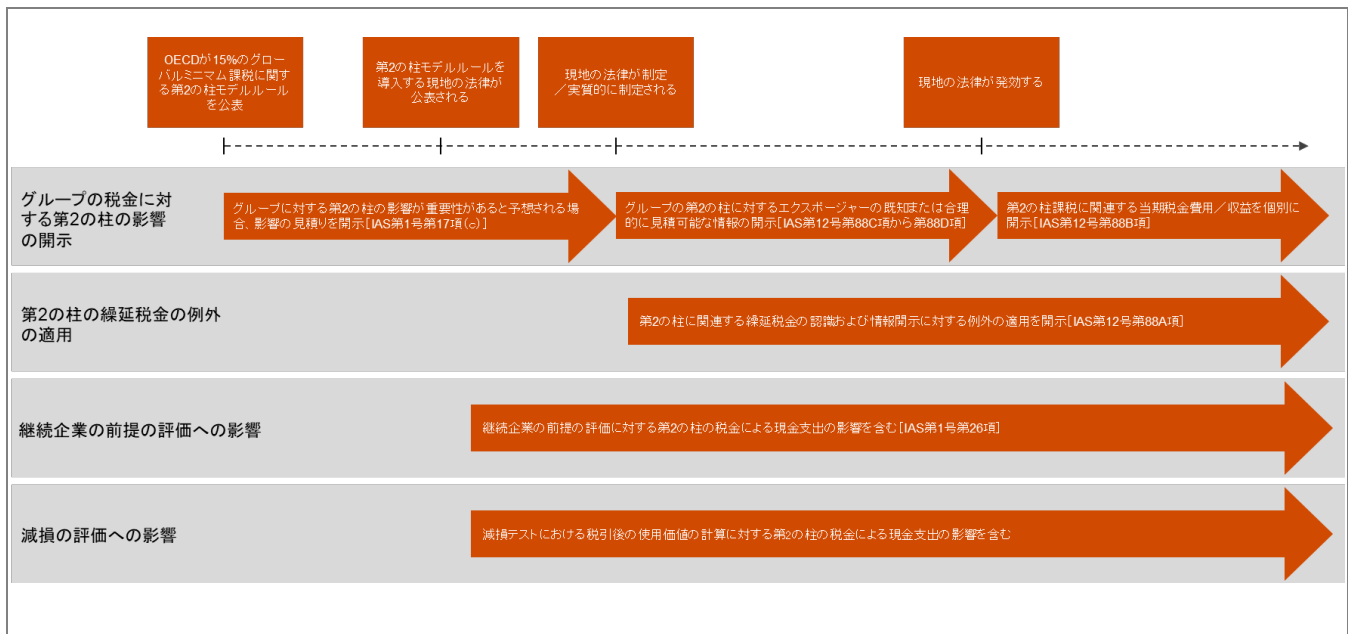 OECDが15%のグロー
バルミニマム課税に関す
る第2の柱モデルルール
を公表
第2の柱モデルルールを
導入する現地の法律が
公表される
現地の法律が制定
／実質的に制定される
現地の法律が発効する
グループの税金に対
する第2の柱の影響
の開示
グループに対する第2の柱の影響が重要性があると予想される場
合、影響の見積りを開示[IAS第1号第17項(c)]
グループの第2の柱に対するエクスポージャーの既知または合理
的に見積可能な情報の開示[IAS第12号第88C項から第88D項]
第2の柱課税に関連する当期税金費用／収益を個別に
開示[IAS第12号第88B項]
第2の柱の繰延税金の例外
の適用
第2の柱に関連する繰延税金の認識および情報開示に対する例外の適用を開示[IAS第12号第88A項]
継続企業の前提の評価への影響
継続企業の前提の評価に対する第2の柱の税金による現金支出の影響を含む[IAS第1号第26項]
減損の評価への影響
減損テストにおける税引後の使用価値の計算に対する第2の柱の税金による現金支出の影響を含む